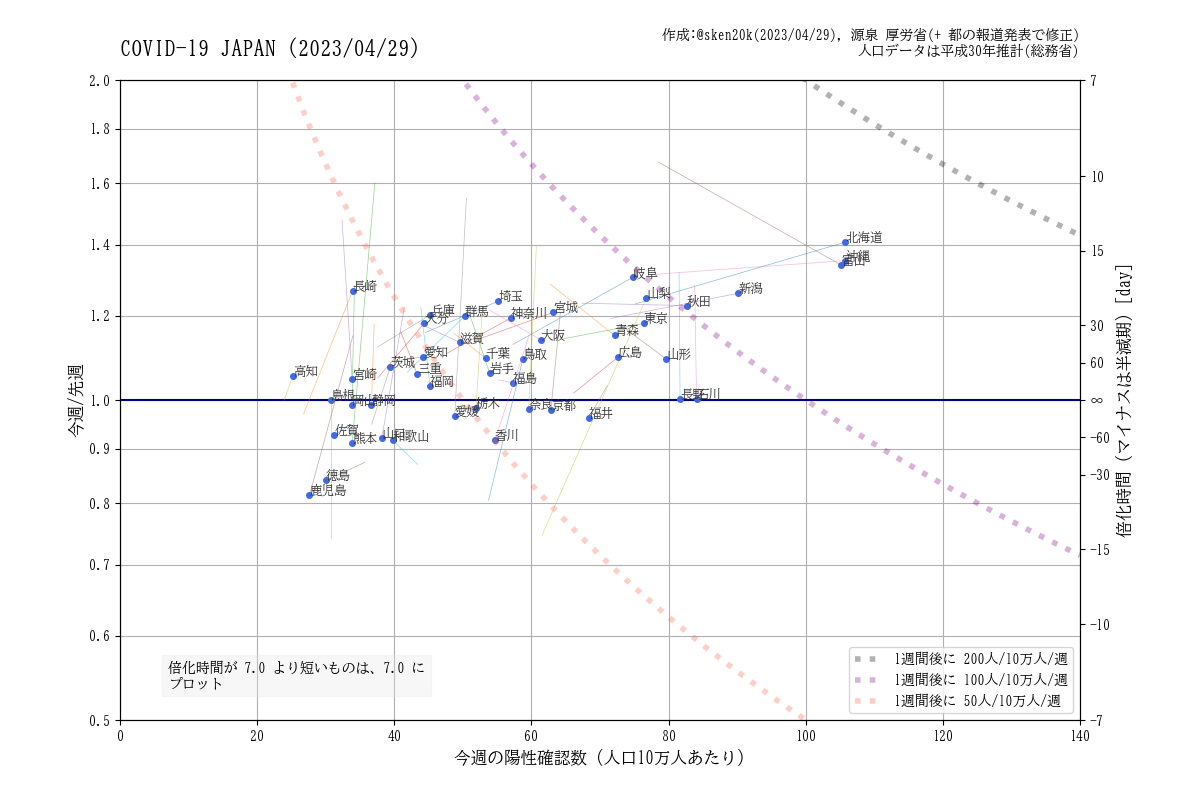 COVID-19 JAPAN (2023/04/29)
作成:@sken20k(2023/04/29), 源泉 厚労省(+ 都の報道発表で修正)
人口データは平成30年推計(総務省)
2.0
1.8
1.6
1.4
1.2
1.0
0.9
0.8
0.7
0.6
0.5
今週/先週
7
10
15
30
60
∞
-60
-30
-15
-10
-7
倍化時間 (マイナスは半減期) [day]
北海道
沖縄
富山
岐阜
新潟
山梨
秋田
長崎
埼玉
兵庫
大分
群馬
神奈川
宮城
東京
滋賀
大阪
青森
愛知
千葉
鳥取
広島
山形
茨城
三重
岩手
高知
宮崎
福岡
福島
島根
岡山
静岡
長野
石川
愛媛
栃木
奈良
京都
福井
佐賀
熊本
山口
和歌山
香川
徳島
鹿児島
倍化時間が 7.0 より短いものは、7.0 に
プロット
1週間後に 200人/10万人/週
1週間後に 100人/10万人/週
1週間後に 50人/10万人/週
0 20 40 60 80 100 120 140
今週の陽性確認数 (人口10万人あたり)